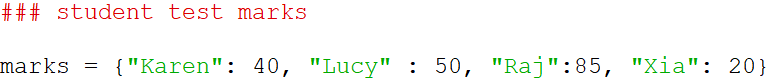 ### student test marks
marks = {"Karen": 40, "Lucy" : 50, "Raj":85, "Xia": 20}